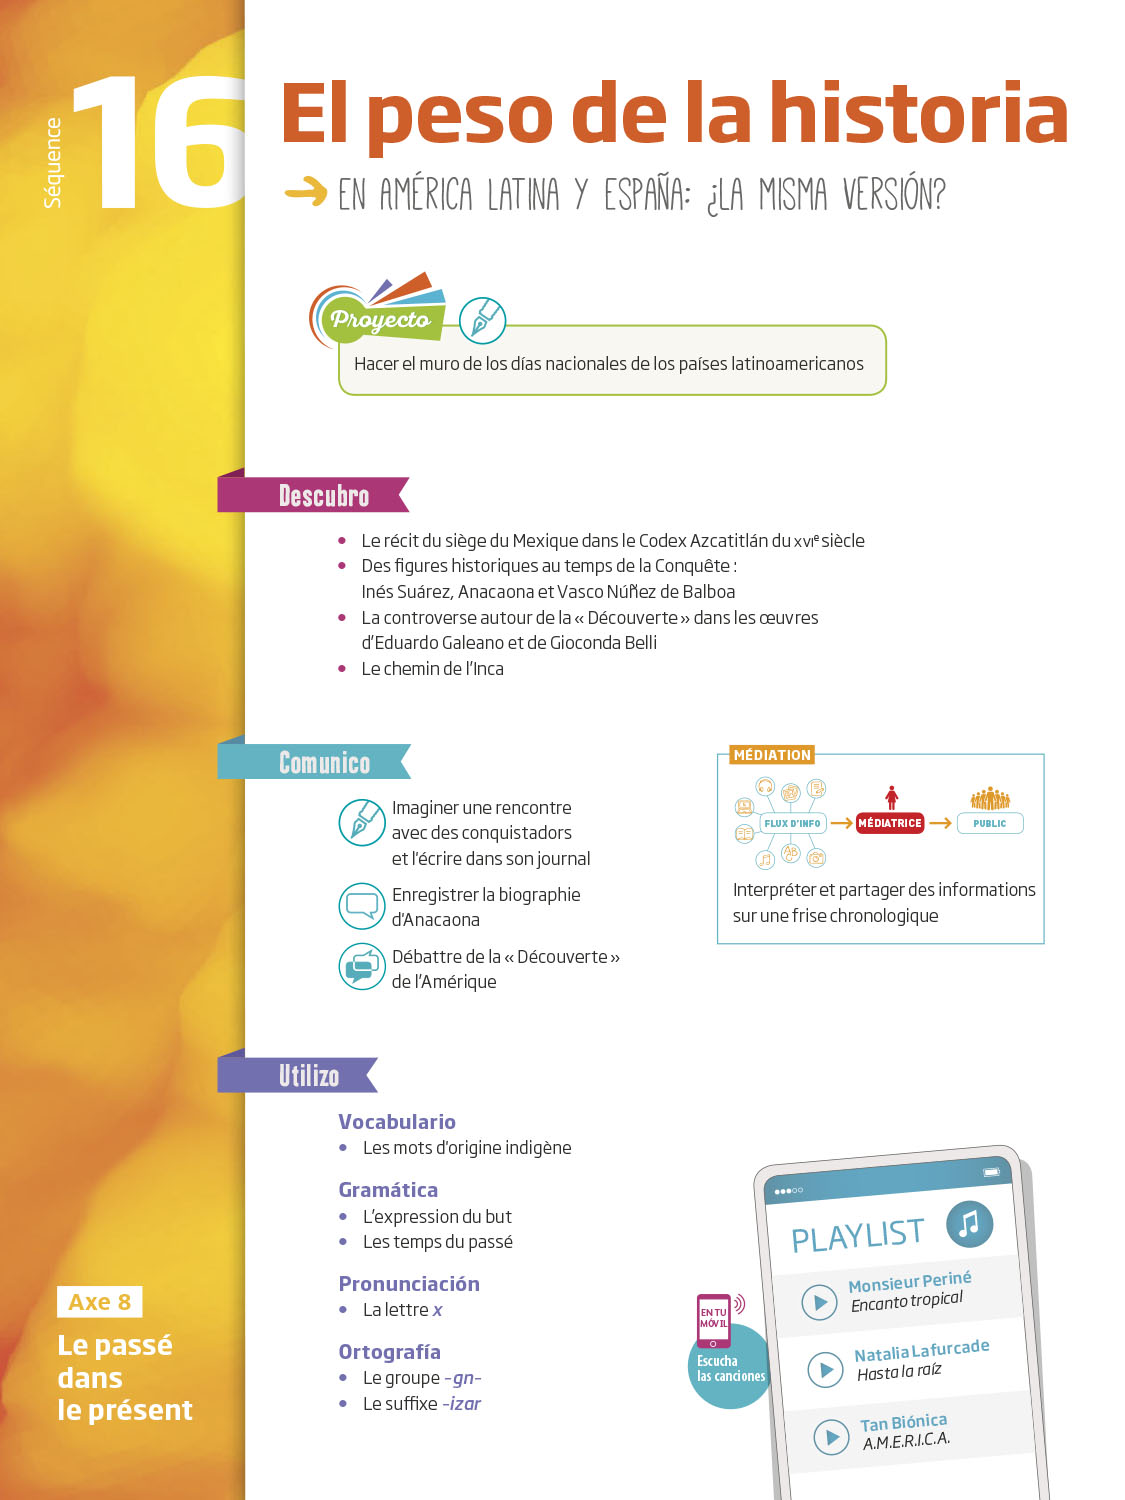 Séquence
16
El peso de la historia
EN AMÉRICA LATINA Y ESPAÑA: ¿LA MISMA VERSIÓN?
Proyecto
Hacer el muro de los días nacionales de los países latinoamericanos
Descubro
• Le récit du siège du Mexique dans le Codex Azcatitlán du XVIe siècle
• Des figures historiques au temps de la Conquête :
Inés Suárez, Anacaona et Vasco Núñez de Balboa
• La controverse autour de la « Découverte » dans les œuvres
d'Eduardo Galeano et de Gioconda Belli
• Le chemin de l'Inca
Comunico
Imaginer une rencontre
avec des conquistadors
et l'écrire dans son journal
Enregistrer la biographie
d'Anacaona
Débattre de la « Découverte »
de l'Amérique
MÉDIATION
FLUX D'INFO
MÉDIATRICE
PUBLIC
Interpréter et partager des informations
sur une frise chronologique
Utilizo
Vocabulario
• Les mots d'origine indigène
Gramática
• L'expression du but
• Les temps du passé
Pronunciación
• La lettre x
Ortografía
• Le groupe -gn-
• Le suffixe -izar
Axe 8
Le passé
dans
le présent
EN TU
MÓVIL
Escucha
las canciones
PLAYLIST
Monsieur Periné
Encanto tropical
Natalia Lafurcade
Hasta la raíz
Tan Biónica
A.M.E.R.I.C.A.